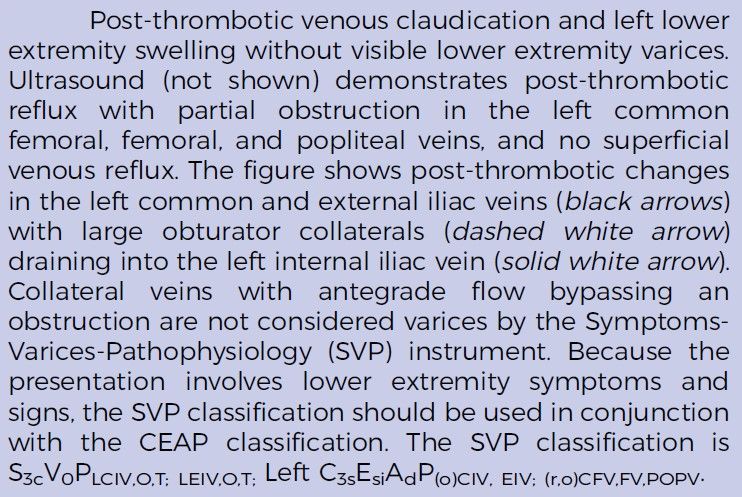 Post-thrombotic venous claudication and left lower
extremity swelling without visible lower extremity varices.
Ultrasound (not shown) demonstrates post-thrombotic
reflux with partial obstruction in the left common
femoral, femoral, and popliteal veins, and no superficial
venous reflux. The figure shows post-thrombotic changes
in the left common and external iliac veins (black arrows)
with large obturator collaterals (dashed white arrow)
draining into the left internal iliac vein (solid white arrow).
Collateral veins with antegrade flow bypassing an
obstruction are not considered varices by the Symptoms-
Varices-Pathophysiology (SVP) instrument. Because the
presentation involves lower extremity symptoms and
signs, the SVP classification should be used in conjunction
with the CEAP classification. The SVP classification is
S3cV0PLCIV,O,T; LEIV,O,T; Left C3sEsiAdP(o)CIV, EIV; (r,o)CFV,FV,POPV.